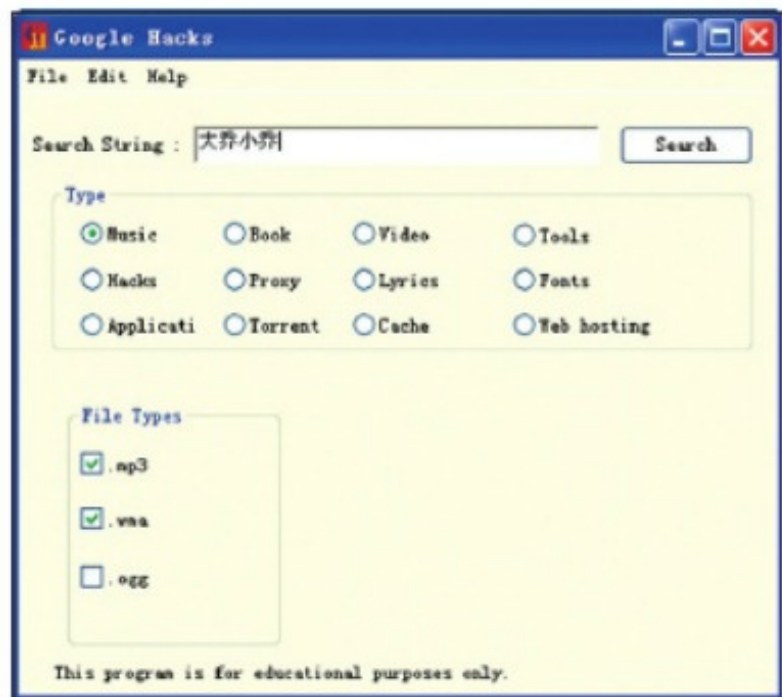 Google Hacks
File Edit Help
Search String : 大乔小乔 Search
Type
Music Book Video Tools
Hacks Proxy Lyrics Fonts
Applicati Torrent Cache Web hosting
File Types
.mp3
.wma
.ogg
This program is for educational purposes only.